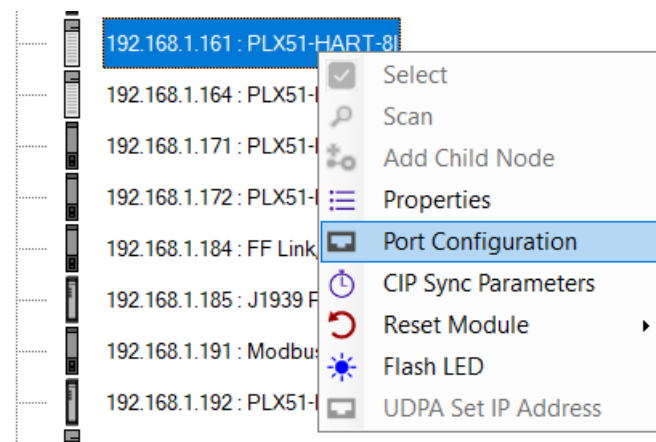 192.168.1.161 : PLX51-HART-8I
192.168.1.164 : PLX51-
192.168.1.171 : PLX51-
192.168.1.172 : PLX51-
192.168.1.184 : FF Link
192.168.1.185 : J1939
192.168.1.191 : Modbus
192.168.1.192 : PLX51-
Select
Scan
Add Child Node
Properties
Port Configuration
CIP Sync Parameters
Reset Module
Flash LED
UDPA Set IP Address